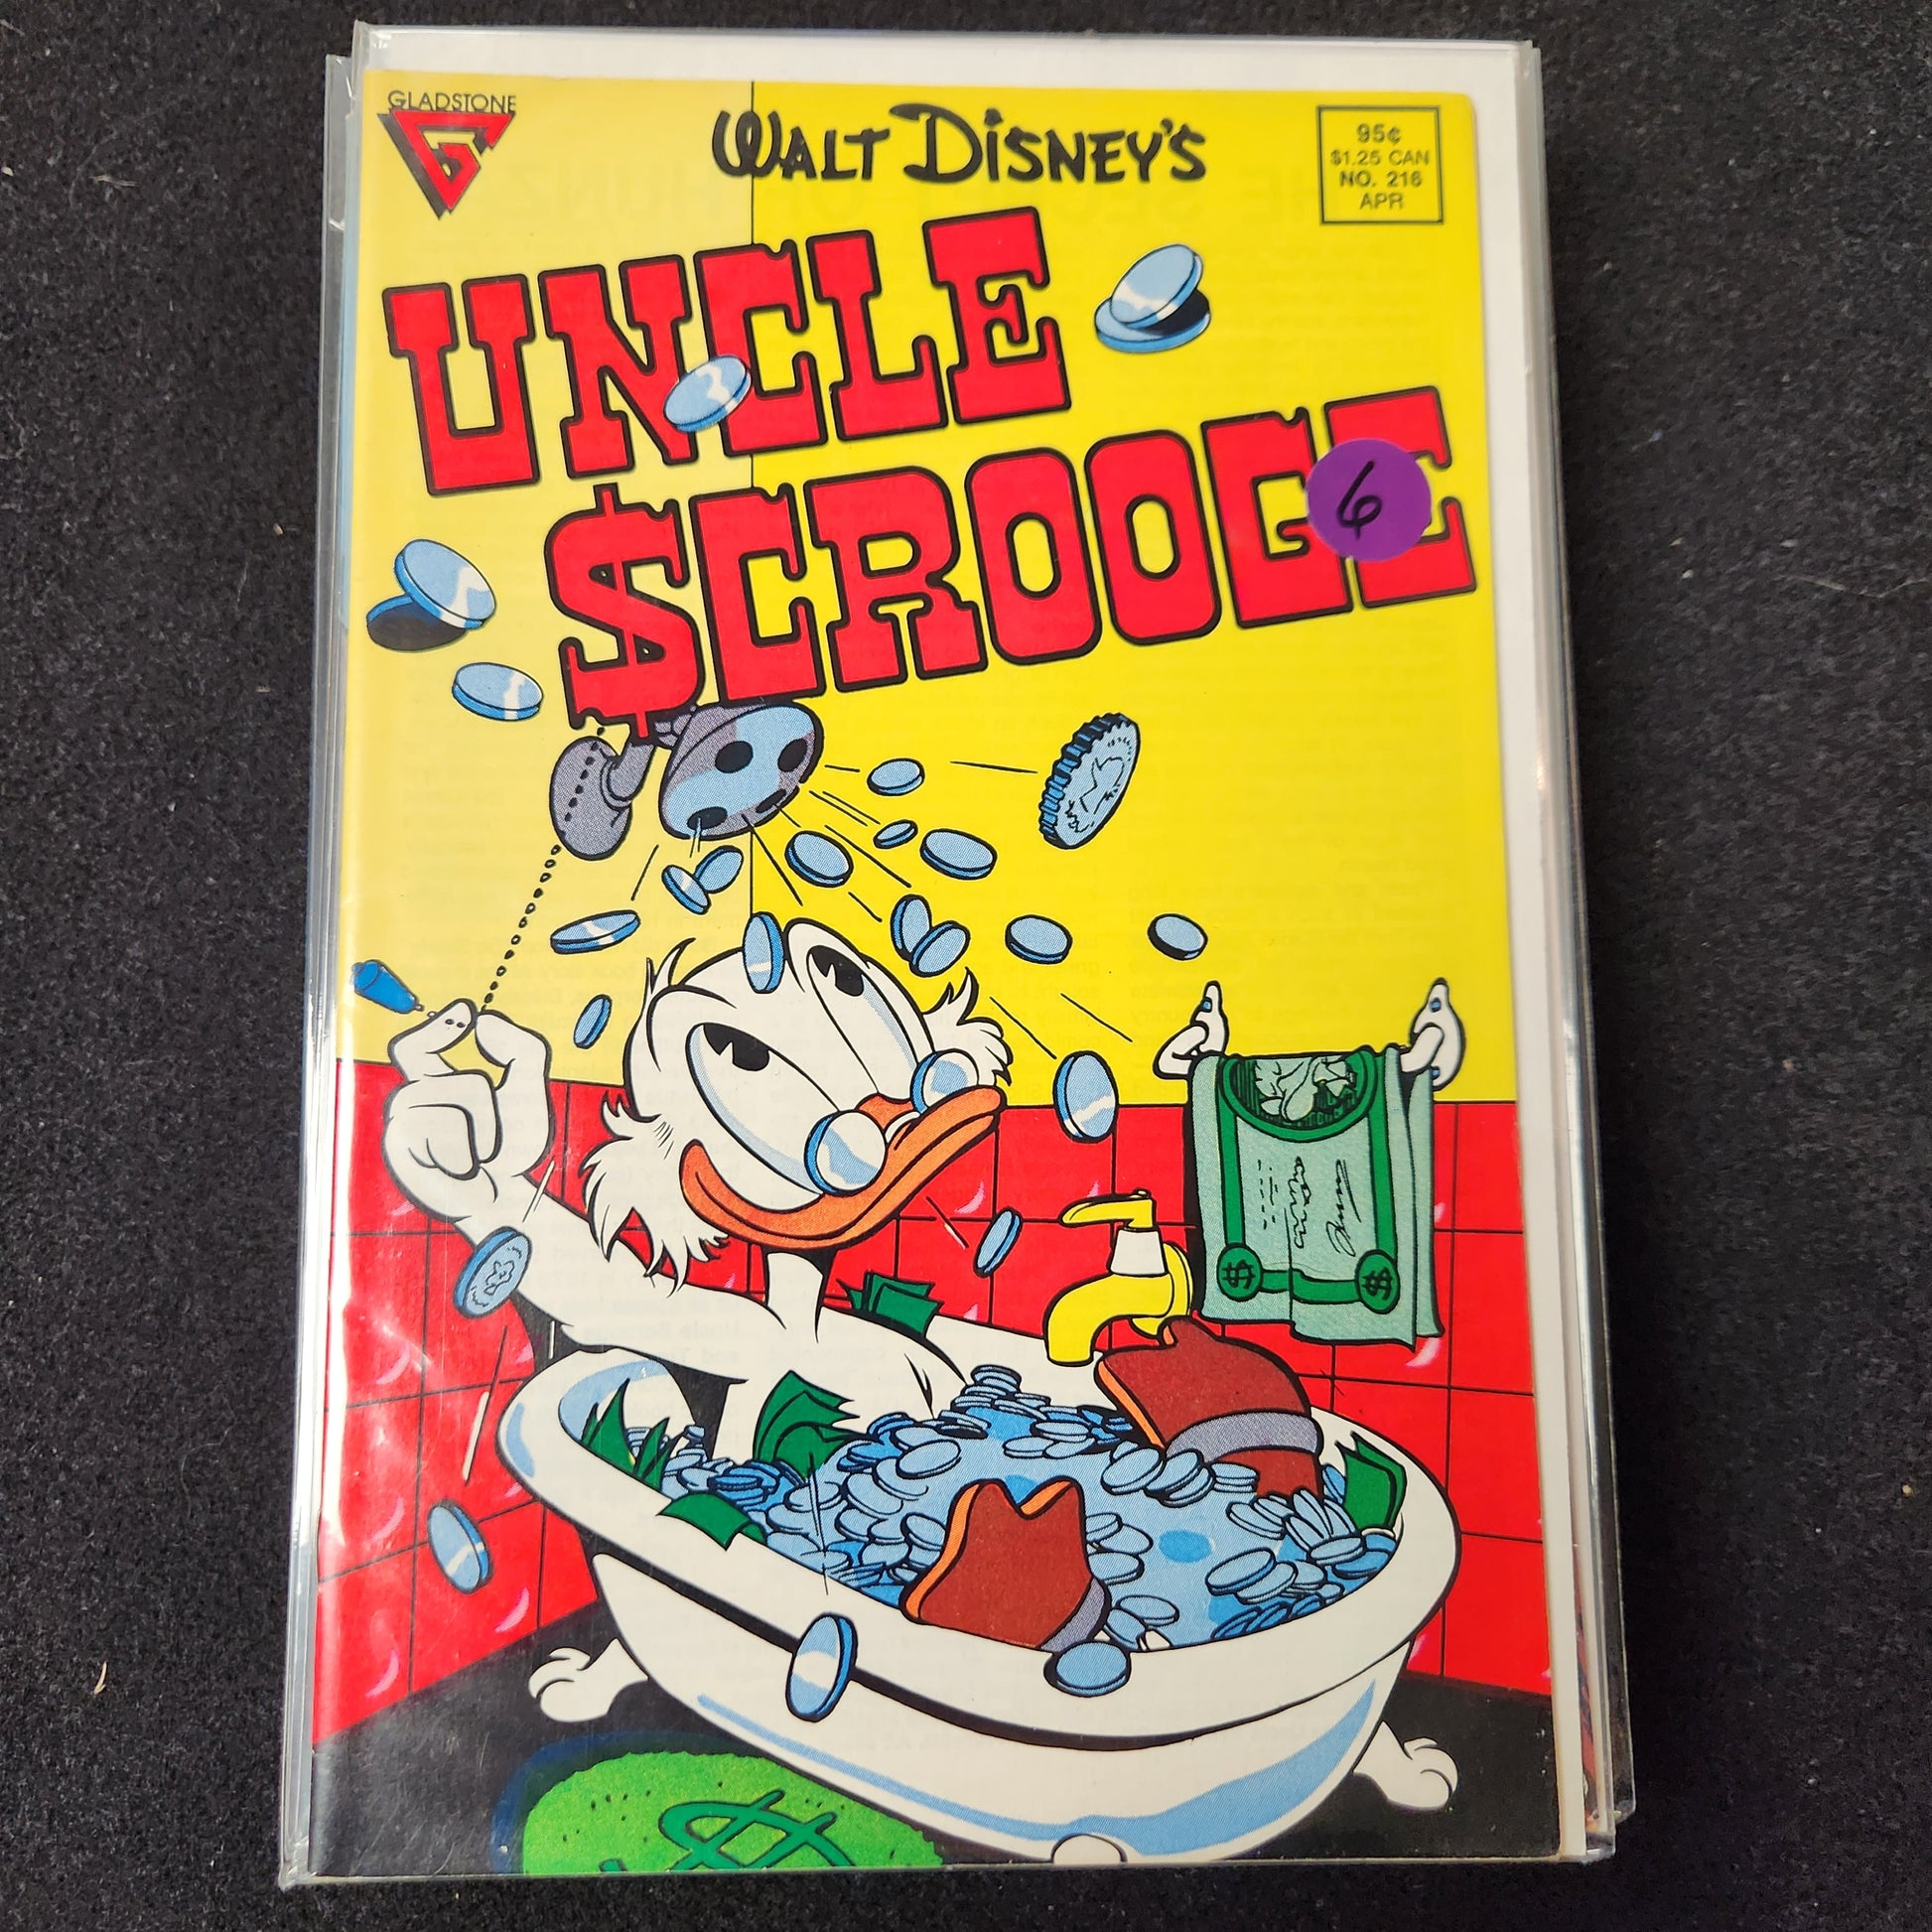 GLADSTONE
G
WALT DISNEY'S
95¢
$1.25 CAN
NO. 216
APR
UNCLE
$CROOGE
6
$ $